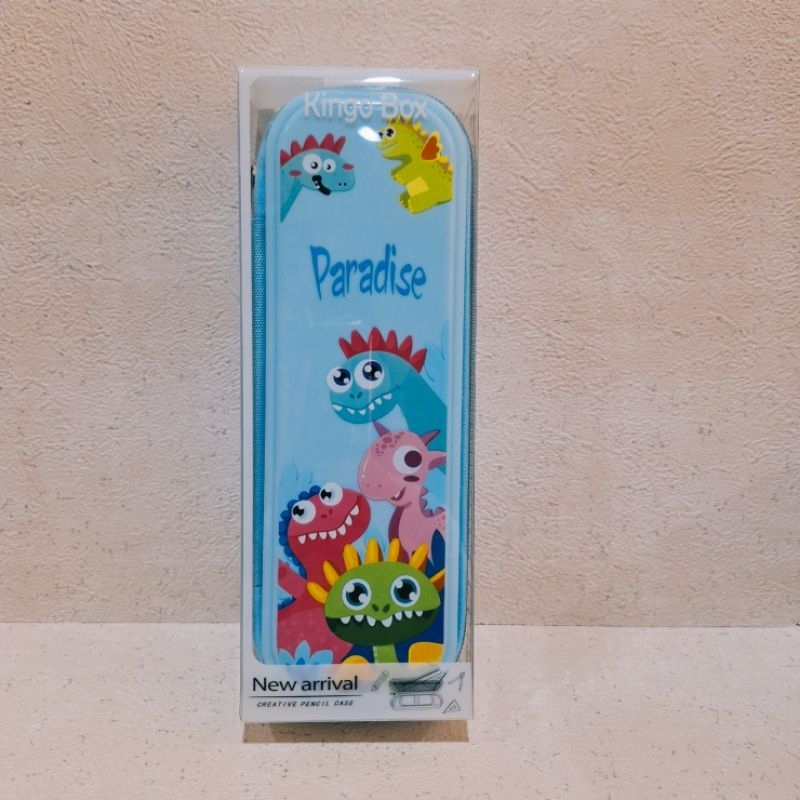 Kingo Box
Paradise
New arrival
CREATIVE PENCIL CASE